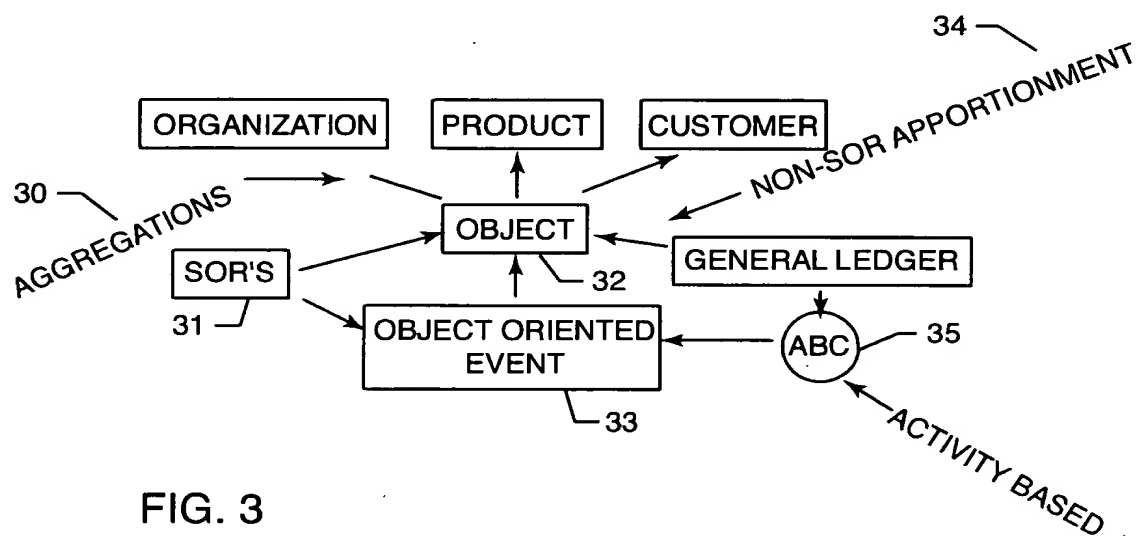 34
NON-SOR APPORTIONMENT
ORGANIZATION
PRODUCT
CUSTOMER
30
AGGREGATIONS
OBJECT
32
SOR'S
31
GENERAL LEDGER
OBJECT ORIENTED
EVENT
33
ABC
35
ACTIVITY BASED
FIG. 3